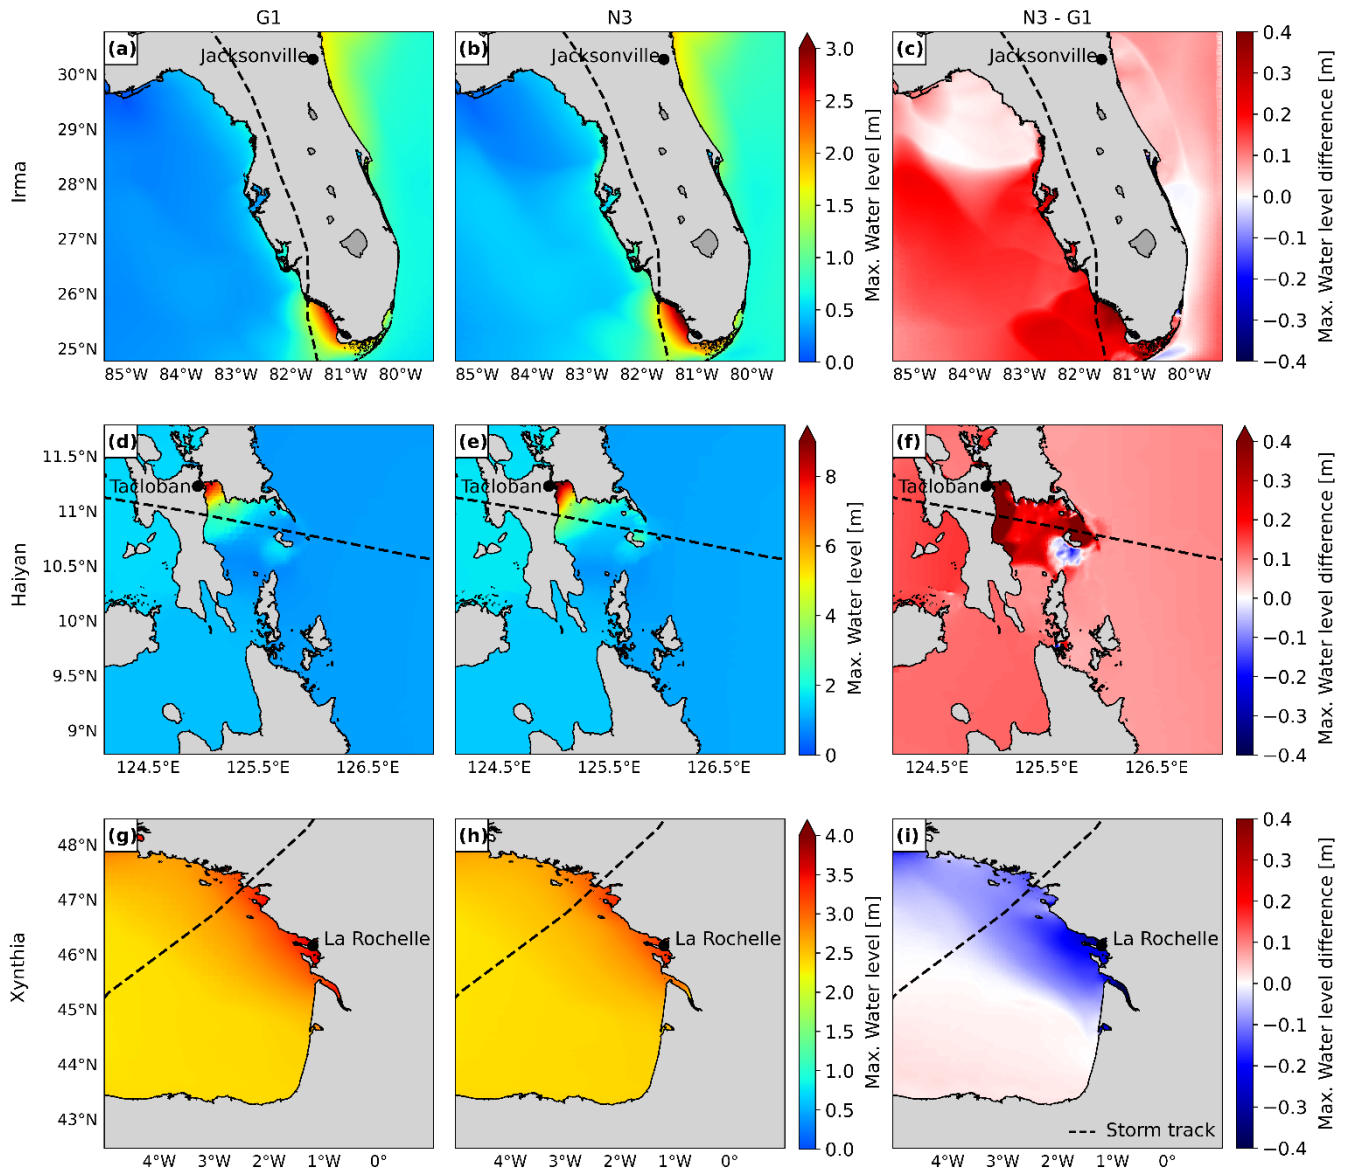 G1
N3
N3 - G1
Irma
(a)
Jacksonville
30°N
29°N
28°N
27°N
26°N
25°N
85°W 84°W 83°W 82°W 81°W 80°W
(b)
Jacksonville
85°W 84°W 83°W 82°W 81°W 80°W
3.0
2.5
2.0
1.5
1.0
0.5
0.0
Max. Water level [m]
(c)
Jacksonville
85°W 84°W 83°W 82°W 81°W 80°W
0.4
0.3
0.2
0.1
0.0
−0.1
−0.2
−0.3
−0.4
Max. Water level difference [m]
Haiyan
(d)
Tacloban
11.5°N
11°N
10.5°N
10°N
9.5°N
9°N
124.5°E 125.5°E 126.5°E
(e)
Tacloban
124.5°E 125.5°E 126.5°E
8
6
4
2
0
Max. Water level [m]
(f)
Tacloban
124.5°E 125.5°E 126.5°E
0.4
0.3
0.2
0.1
0.0
−0.1
−0.2
−0.3
−0.4
Max. Water level difference [m]
Xynthia
(g)
La Rochelle
48°N
47°N
46°N
45°N
44°N
43°N
4°W 3°W 2°W 1°W 0°
(h)
La Rochelle
4°W 3°W 2°W 1°W 0°
4.0
3.5
3.0
2.5
2.0
1.5
1.0
0.5
0.0
Max. Water level [m]
(i)
La Rochelle
Storm track
4°W 3°W 2°W 1°W 0°
0.4
0.3
0.2
0.1
0.0
−0.1
−0.2
−0.3
−0.4
Max. Water level difference [m]